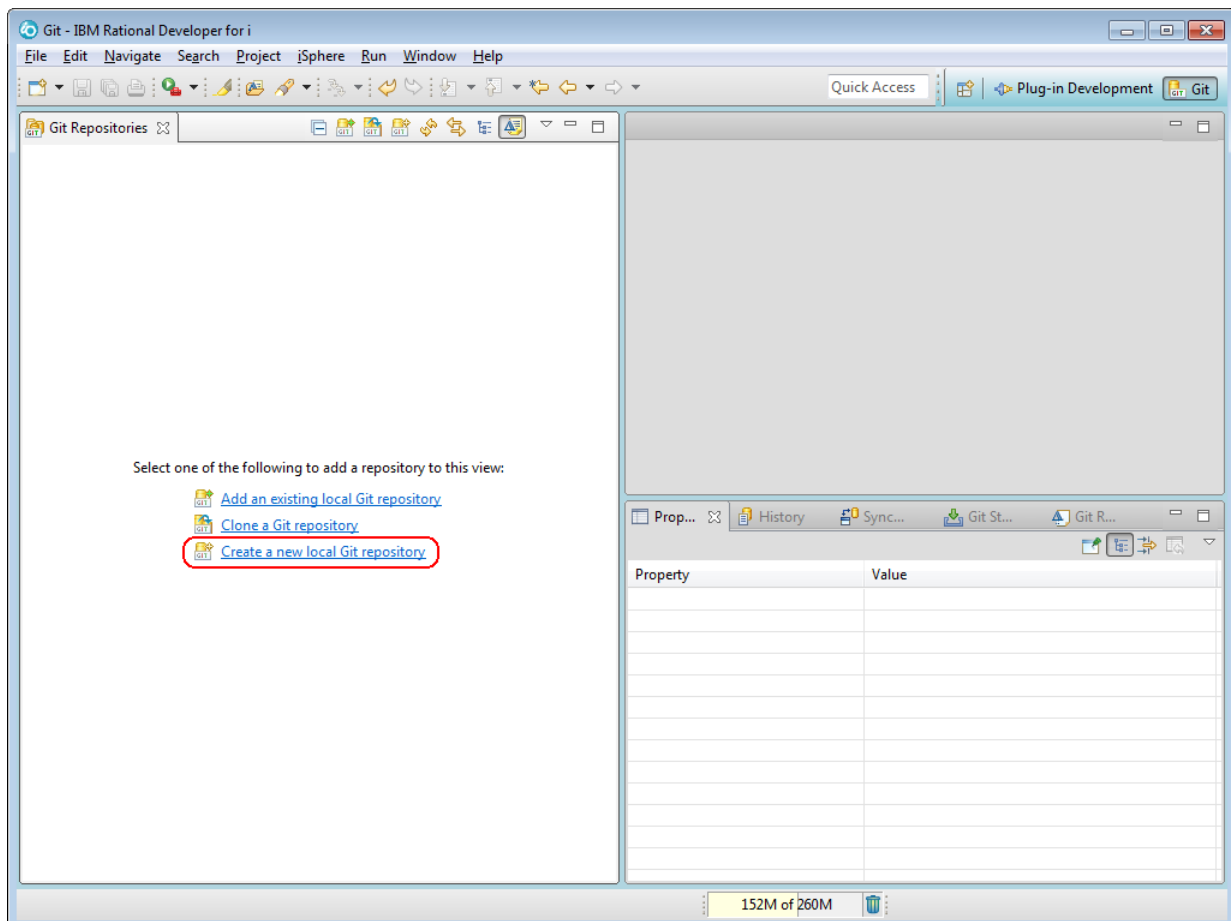 Git - IBM Rational Developer for i
File Edit Navigate Search Project iSphere Run Window Help
Quick Access
Plug-in Development
Git
Git Repositories
Select one of the following to add a repository to this view:
Add an existing local Git repository
Clone a Git repository
Create a new local Git repository
Prop... History Sync... Git St... Git R...
Property Value
152M of 260M